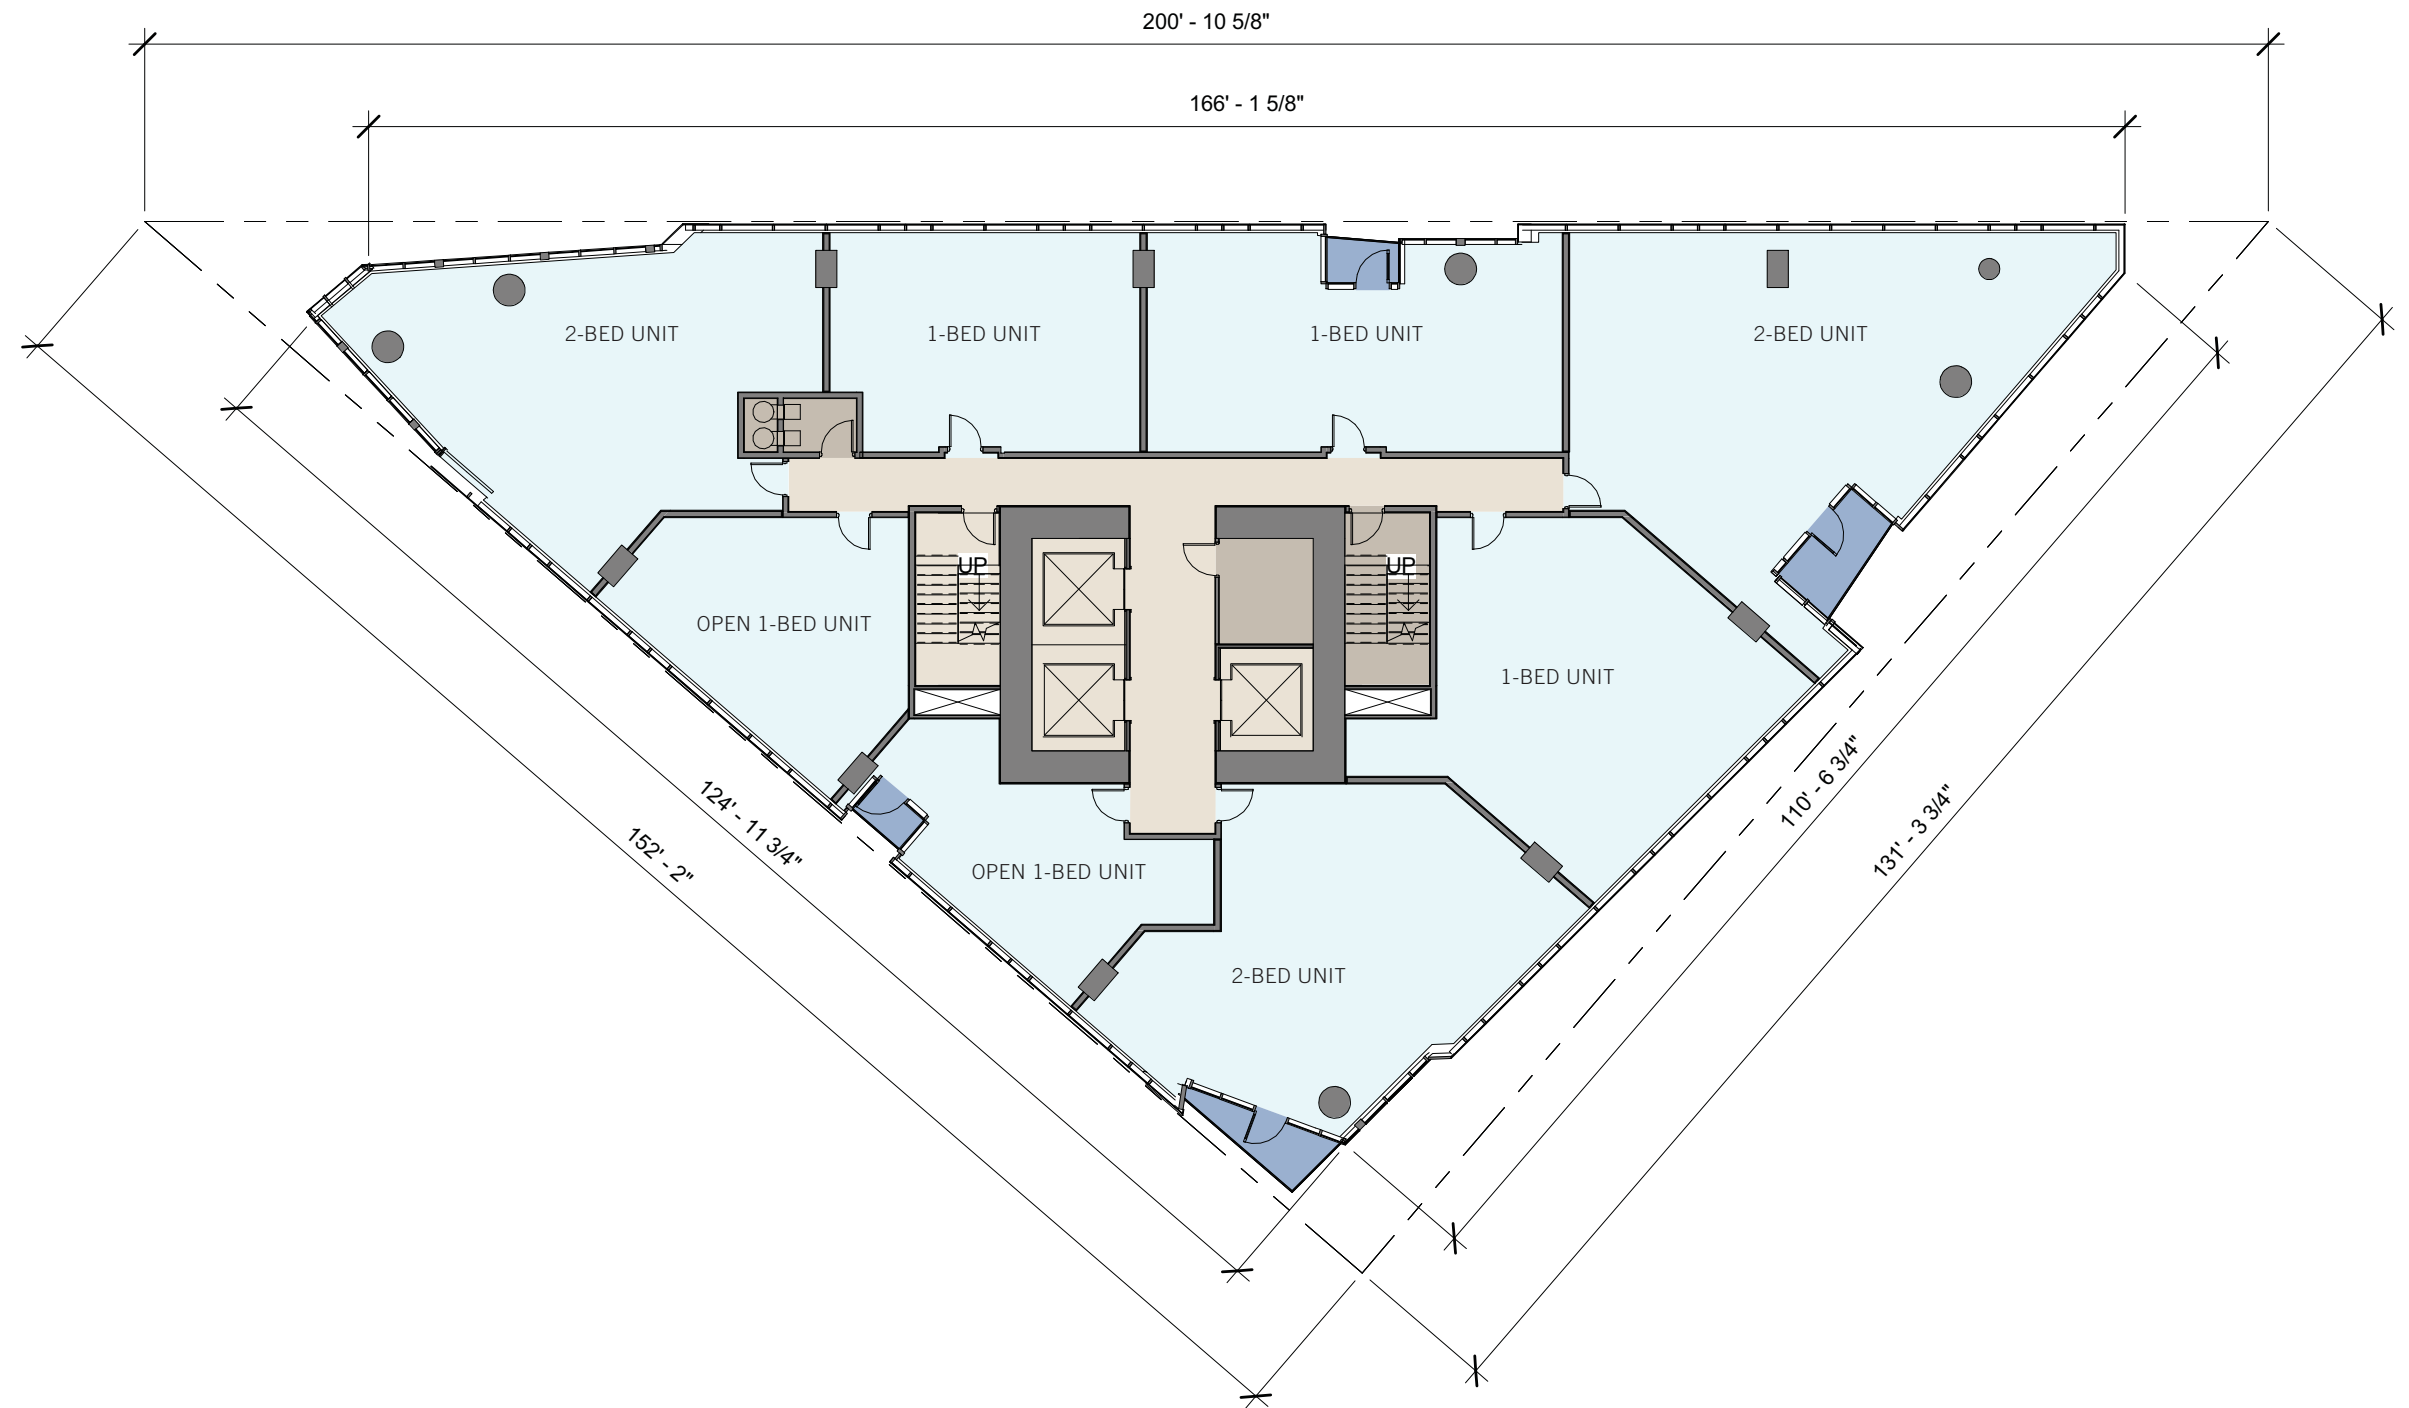 200' - 10 5/8"
166' - 1 5/8"
2-BED UNIT
1-BED UNIT
1-BED UNIT
2-BED UNIT
UP
UP
OPEN 1-BED UNIT
1-BED UNIT
124' - 11 3/4"
152' - 2"
110' - 6 3/4"
131' - 3 3/4"
OPEN 1-BED UNIT
2-BED UNIT